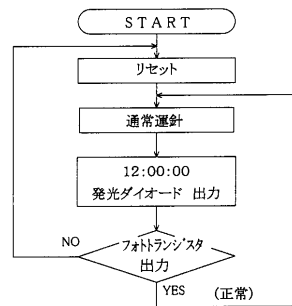 START
リセット
通常運針
12:00:00
発光ダイオード 出力
NO
フォトトランジスタ
出力
YES
(正常)